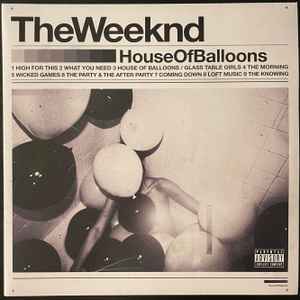 TheWeeknd
HouseOfBalloons
1 HIGH FOR THIS 2 WHAT YOU NEED 3 HOUSE OF BALLOONS / GLASS TABLE GIRLS 4 THE MORNING
5 WICKED GAMES 6 THE PARTY & THE AFTER PARTY 7 COMING DOWN 8 LOFT MUSIC 9 THE KNOWING
PARENTAL
ADVISORY
EXPLICIT CONTENT